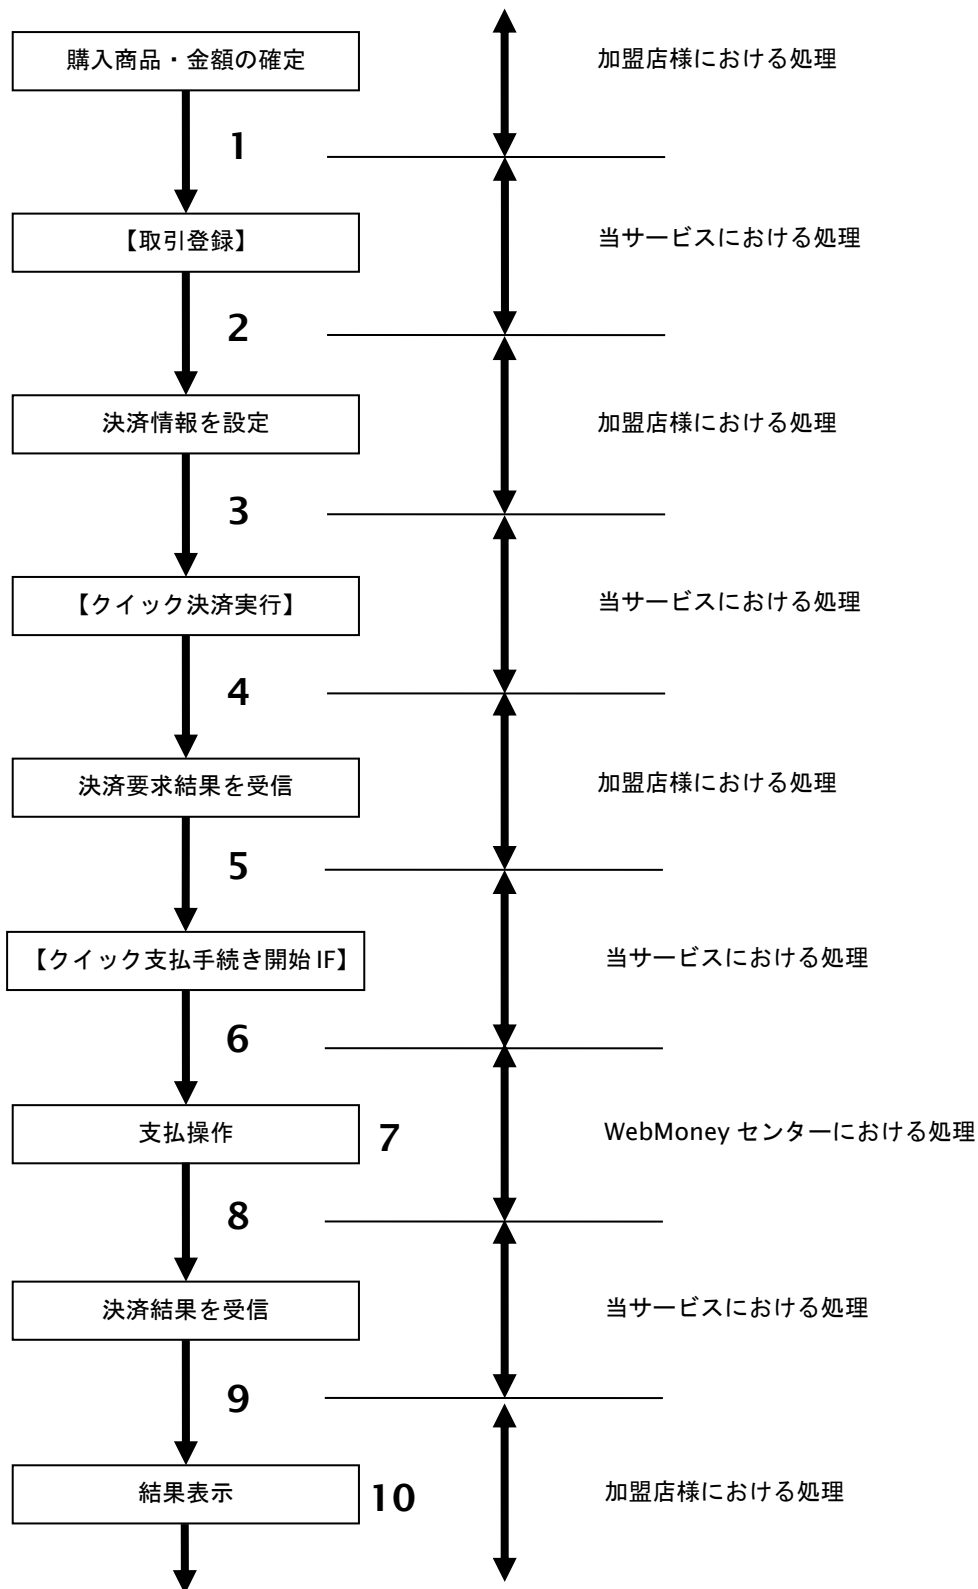 購入商品・金額の確定
加盟店様における処理
1
【取引登録】
当サービスにおける処理
2
決済情報を設定
加盟店様における処理
3
【クイック決済実行】
当サービスにおける処理
4
決済要求結果を受信
加盟店様における処理
5
【クイック支払手続き開始 IF】
当サービスにおける処理
6
支払操作
7
WebMoney センターにおける処理
8
決済結果を受信
当サービスにおける処理
9
結果表示
10
加盟店様における処理